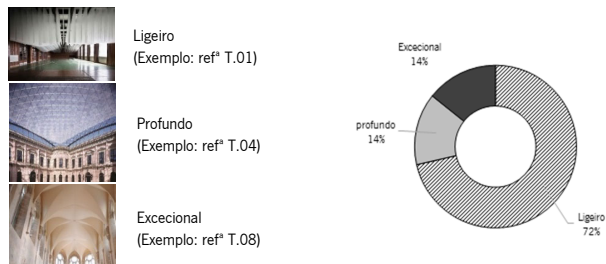 Ligeiro
(Exemplo: refª T.01)
Profundo
(Exemplo: refª T.04)
Excecional
(Exemplo: refª T.08)
Excecional
14%
profundo
14%
Ligeiro
72%